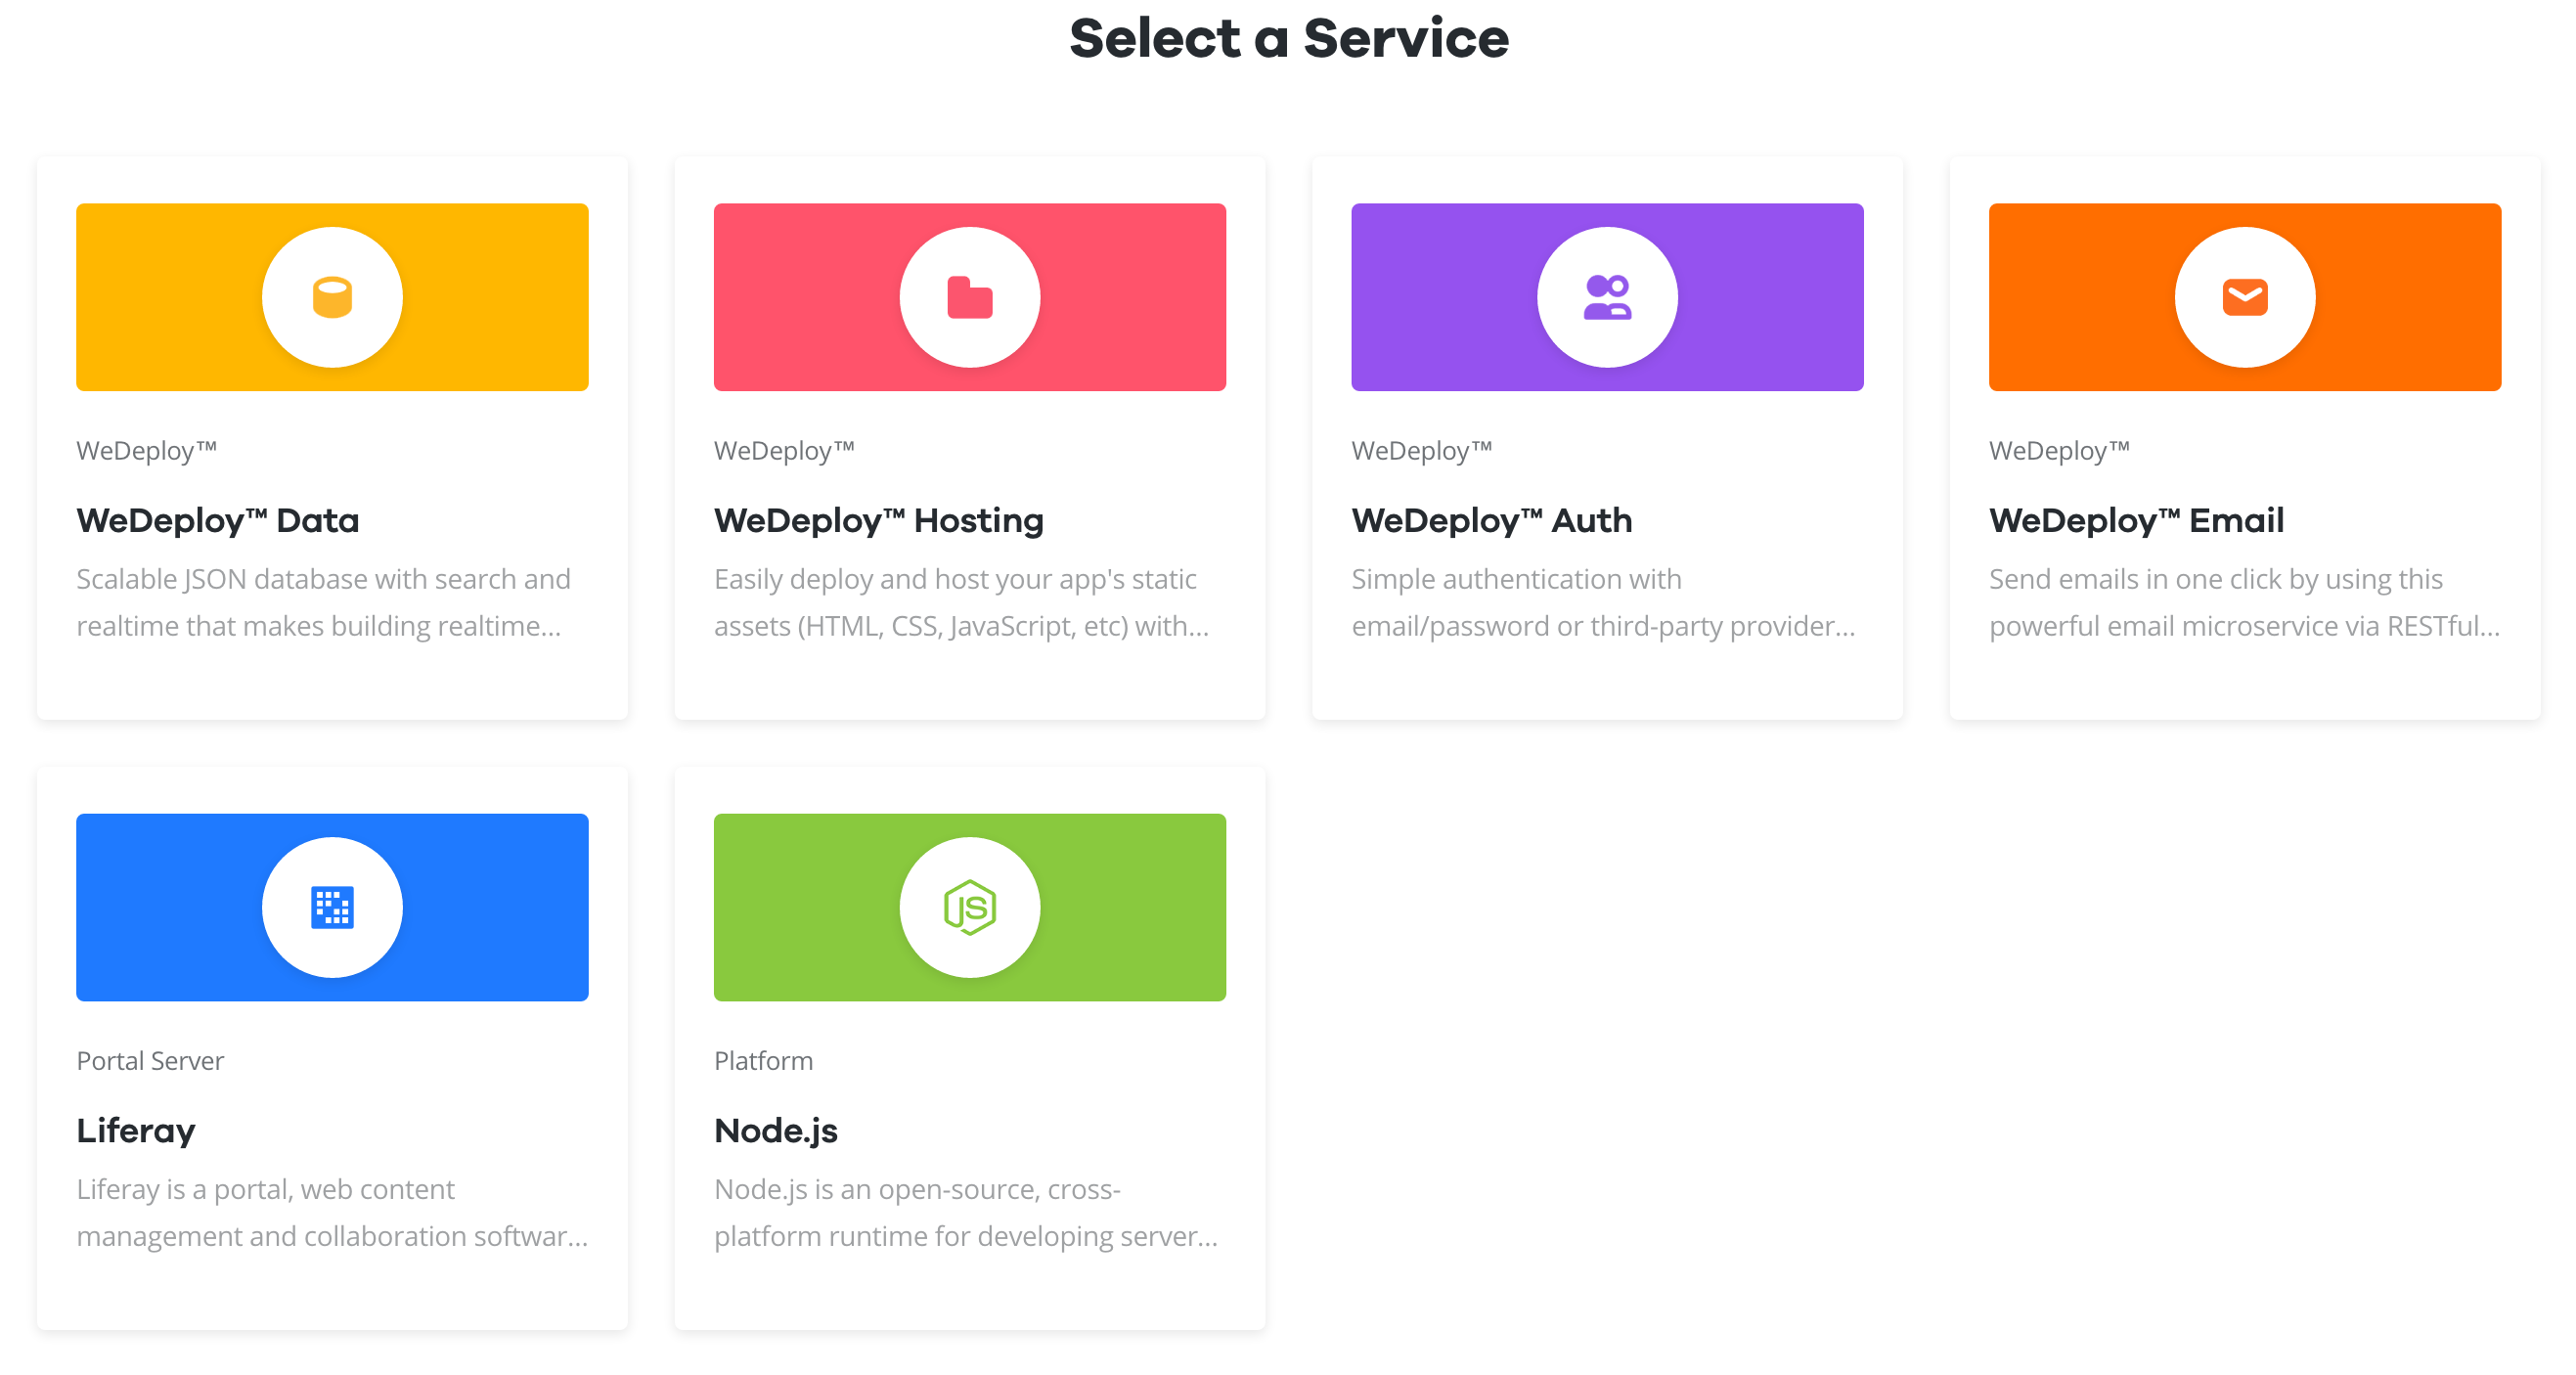 Select a Service
WeDeploy™
WeDeploy™ Data
Scalable JSON database with search and
realtime that makes building realtime...
WeDeploy™
WeDeploy™ Hosting
Easily deploy and host your app's static
assets (HTML, CSS, JavaScript, etc) with...
WeDeploy™
WeDeploy™ Auth
Simple authentication with
email/password or third-party provider...
WeDeploy™
WeDeploy™ Email
Send emails in one click by using this
powerful email microservice via RESTful...
Portal Server
Liferay
Liferay is a portal, web content
management and collaboration softwar...
JS
Platform
Node.js
Node.js is an open-source, cross-
platform runtime for developing server...